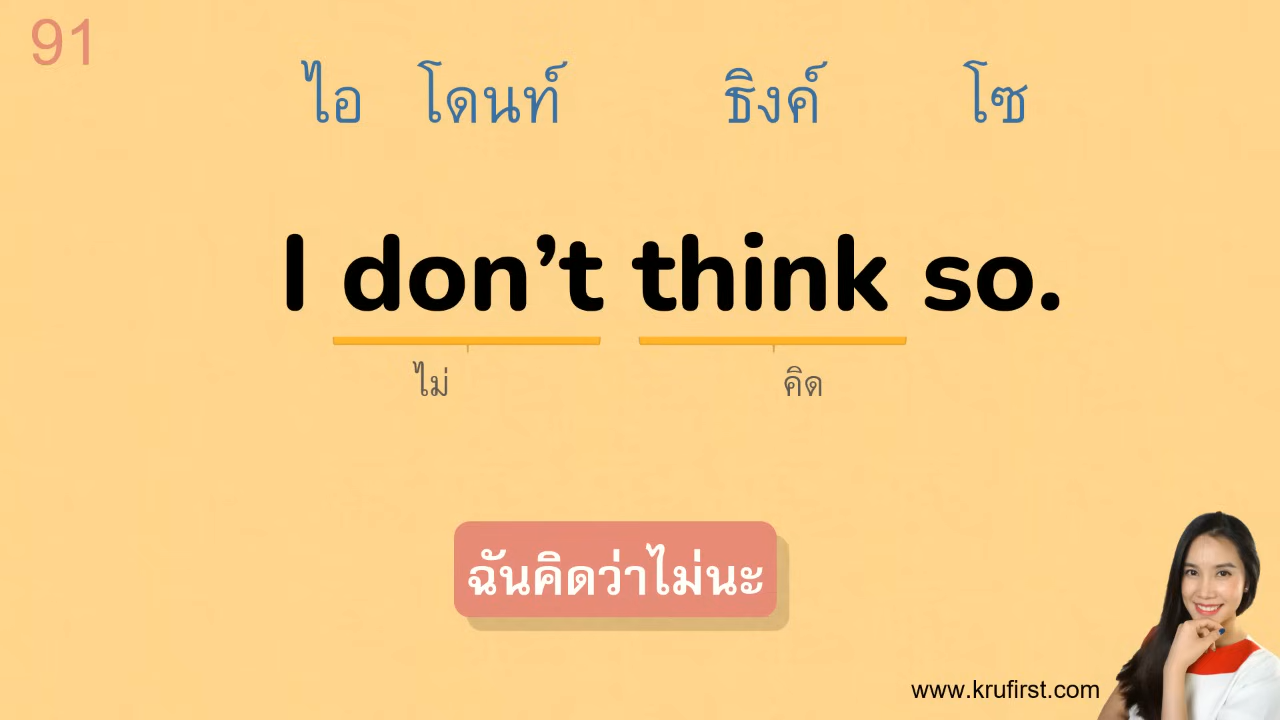 91
ไอ โดนท์ ธิงค์ โซ
I don’t think so.
ไม่ คิด
ฉันคิดว่าไม่นะ
www.krufirst.com